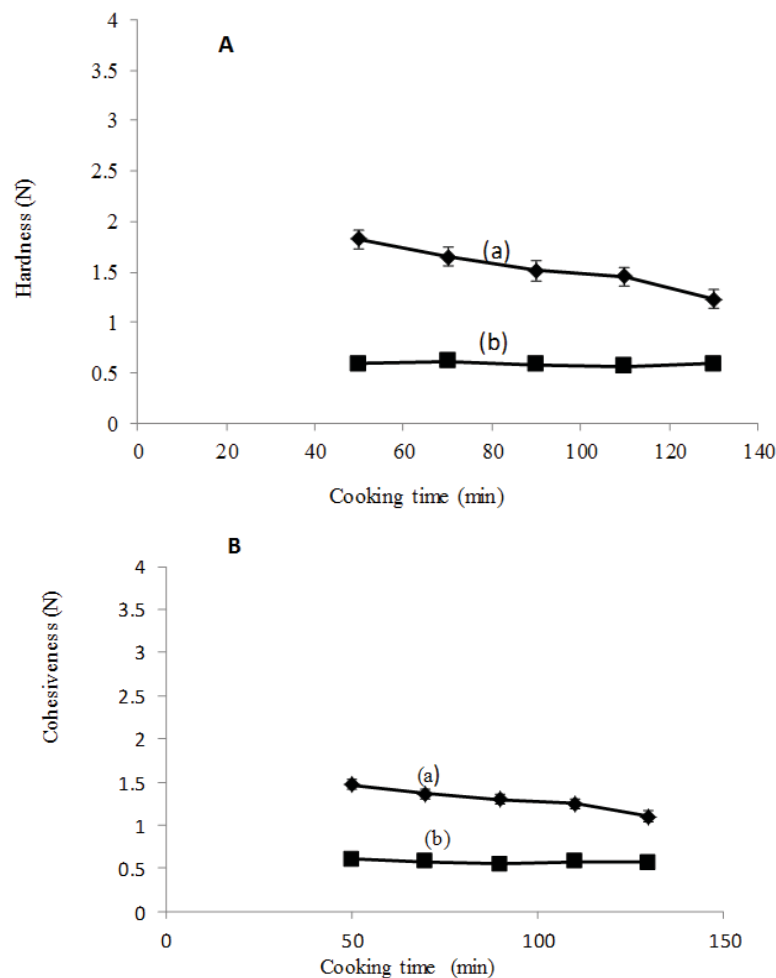 A
4
3.5
3
2.5
2
1.5
1
0.5
0
Hardness (N)
(a)
(b)
0 20 40 60 80 100 120 140
Cooking time (min)
B
4
3.5
3
2.5
2
1.5
1
0.5
0
Cohesiveness (N)
(a)
(b)
0 50 100 150
Cooking time (min)